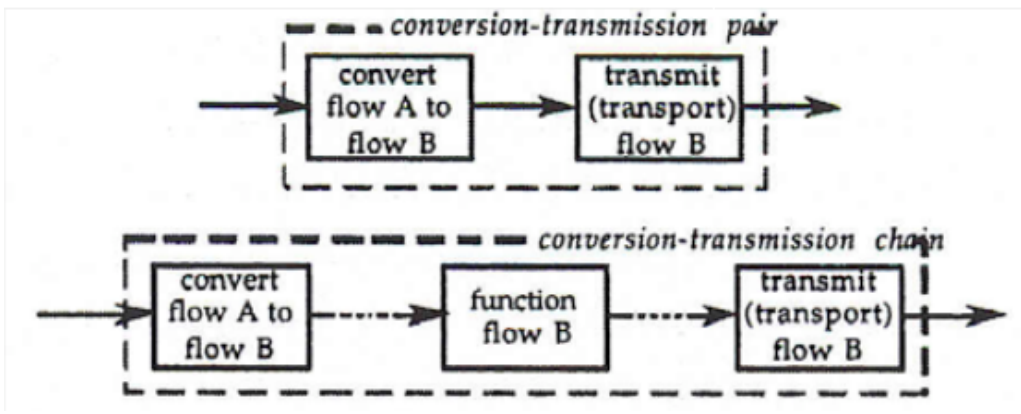 conversion-transmission pair
convert
flow A to
flow B
transmit
(transport)
flow B
conversion-transmission chain
convert
flow A to
flow B
function
flow B
transmit
(transport)
flow B